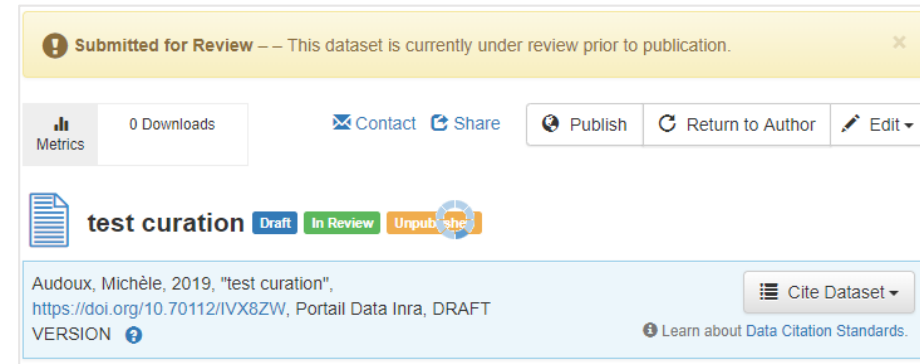 Submitted for Review – – This dataset is currently under review prior to publication. ×
Metrics
0 Downloads
Contact
Share
Publish
Return to Author
Edit
test curation Draft In Review
Audoux, Michèle, 2019, "test curation",
https://doi.org/10.70112/IVX8ZW, Portail Data Inra, DRAFT
VERSION ?
Cite Dataset
Learn about Data Citation Standards.